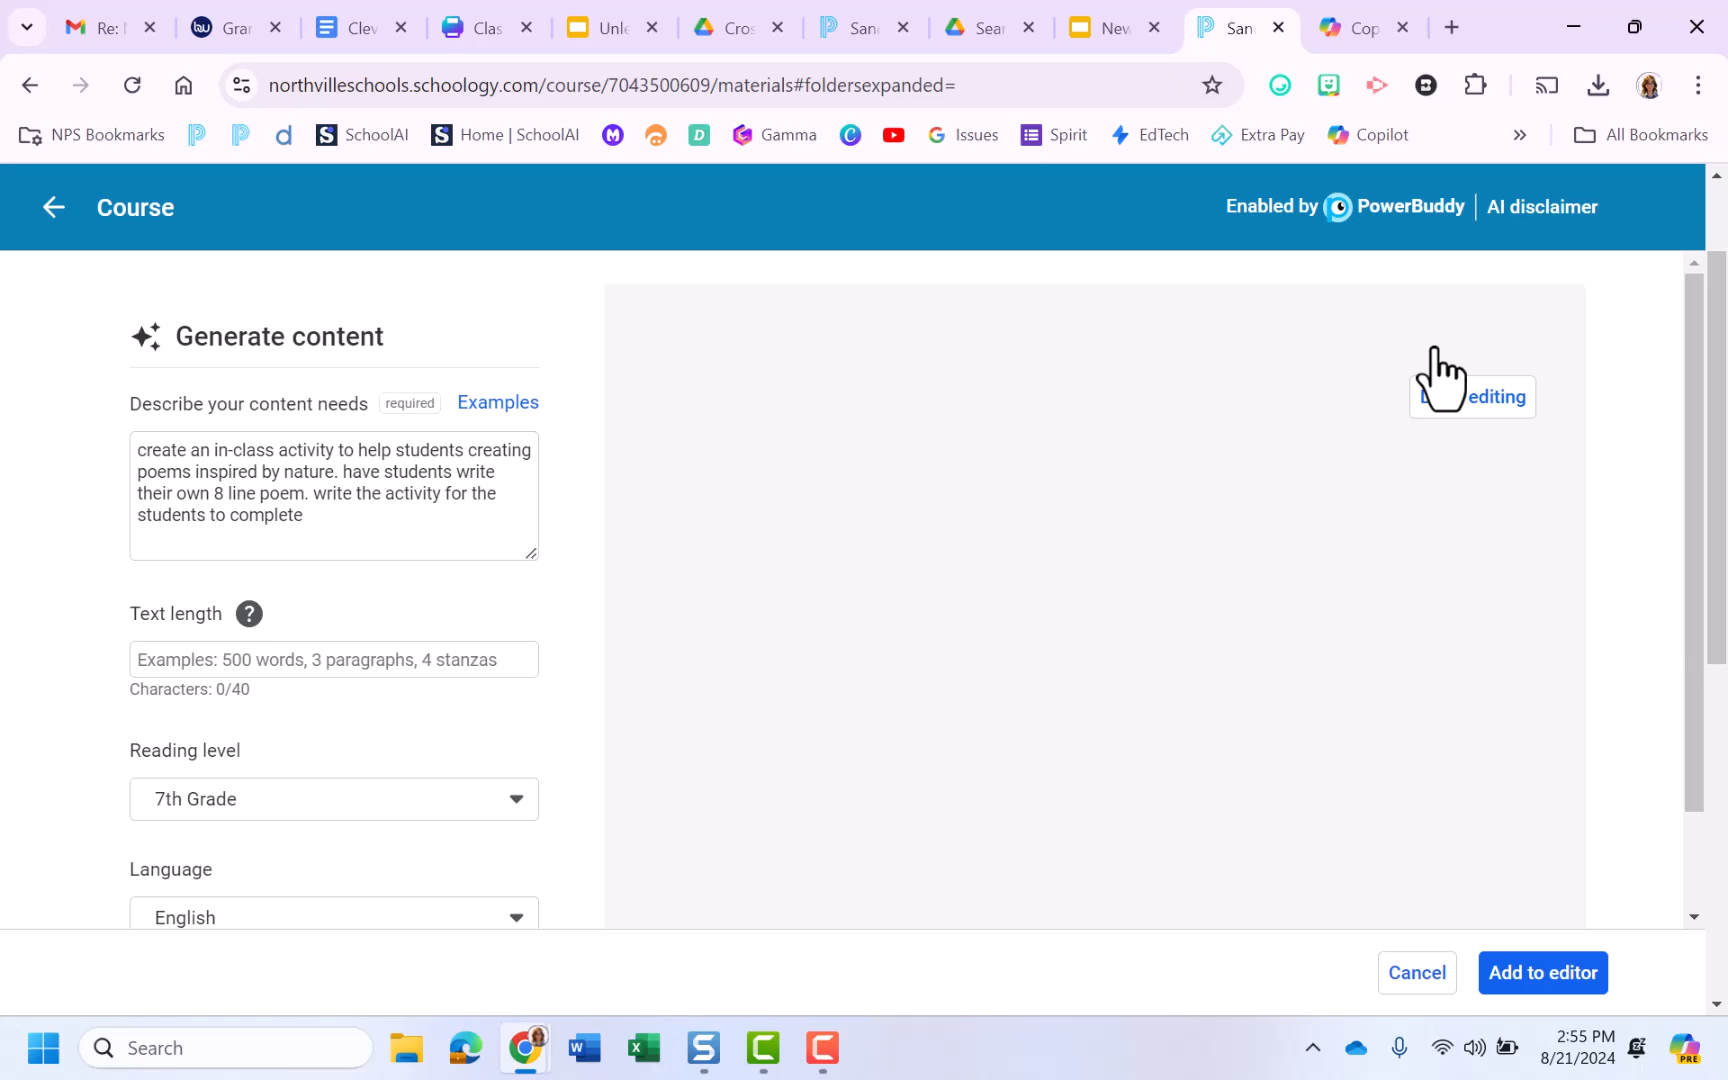 Re: M
Gra
Clev
Clas
Unle
Cros
San
Sear
New
San
Cop
northvilleschools.schoology.com/course/7043500609/materials#foldersexpanded=
NPS Bookmarks
SchoolAI
Home | SchoolAI
Gamma
Issues
Spirit
EdTech
Extra Pay
Copilot
All Bookmarks
Course
Enabled by PowerBuddy
AI disclaimer
Generate content
Describe your content needs required Examples
create an in-class activity to help students creating
poems inspired by nature. have students write
their own 8 line poem. write the activity for the
students to complete
editing
Text length ?
Examples: 500 words, 3 paragraphs, 4 stanzas
Characters: 0/40
Reading level
7th Grade
Language
English
Cancel
Add to editor
Search
2:55 PM
8/21/2024
PRE